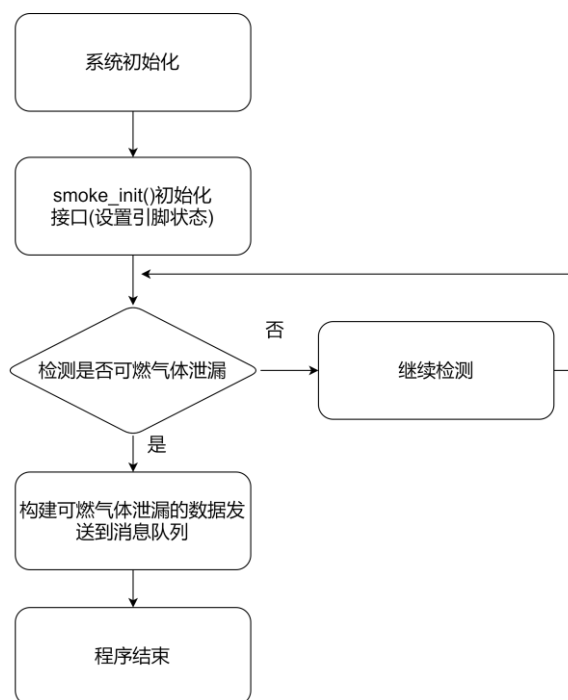 系统初始化
smoke_init()初始化
接口(设置引脚状态)
否
检测是否可燃气体泄漏
继续检测
是
构建可燃气体泄漏的数据发
送到消息队列
程序结束